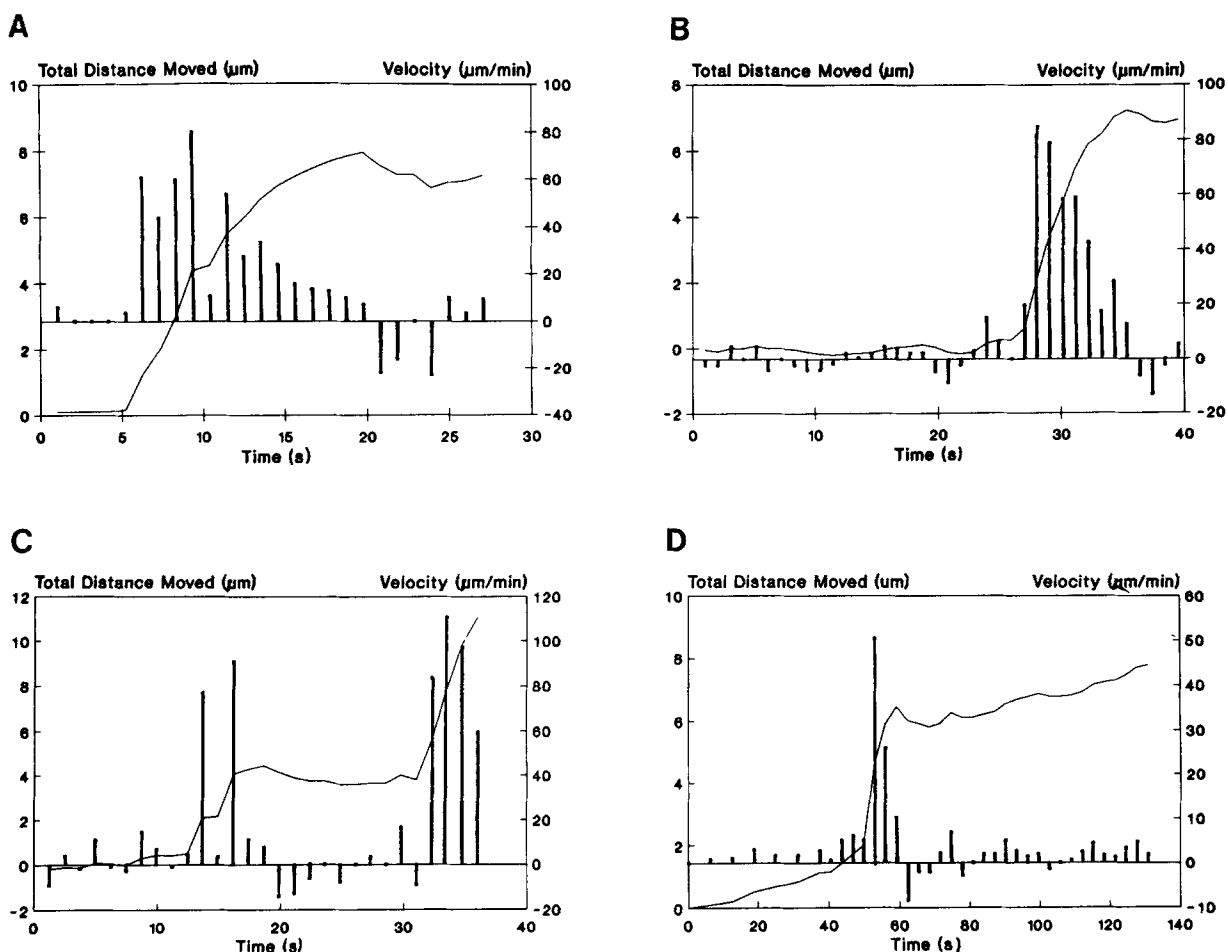 A
Total Distance Moved (µm) Velocity (µm/min)
10 100
8 80
60
6 40
4 20
0
2 -20
0 -40
0 5 10 15 20 25 30
Time (s)
B
Total Distance Moved (µm) Velocity (µm/min)
8 100
6 80
60
4 40
2 20
0 0
-2 -20
0 10 20 30 40
Time (s)
C
Total Distance Moved (µm) Velocity (µm/min)
12 120
10 100
8 80
6 60
4 40
2 20
0 0
-2 -20
0 10 20 30 40
Time (s)
D
Total Distance Moved (um) Velocity (µm/min)
10 60
8 50
40
6 30
4 20
10
2 0
0 -10
0 20 40 60 80 100 120 140
Time (s)